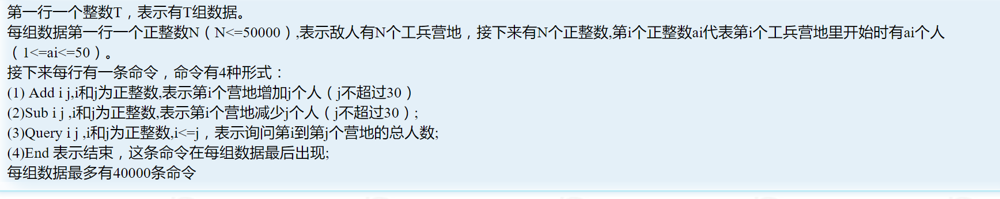 第一行一个整数T，表示有T组数据。
每组数据第一行一个正整数N（N<=50000）,表示敌人有N个工兵营地，接下来有N个正整数,第i个正整数ai代表第i个工兵营地里开始时有ai个人
（1<=ai<=50）。
接下来每行有一条命令，命令有4种形式：
(1) Add i j,i和j为正整数,表示第i个营地增加j个人（j不超过30）
(2)Sub i j ,i和j为正整数,表示第i个营地减少j个人（j不超过30）;
(3)Query i j ,i和j为正整数,i<=j，表示询问第i到第j个营地的总人数;
(4)End 表示结束，这条命令在每组数据最后出现;
每组数据最多有40000条命令